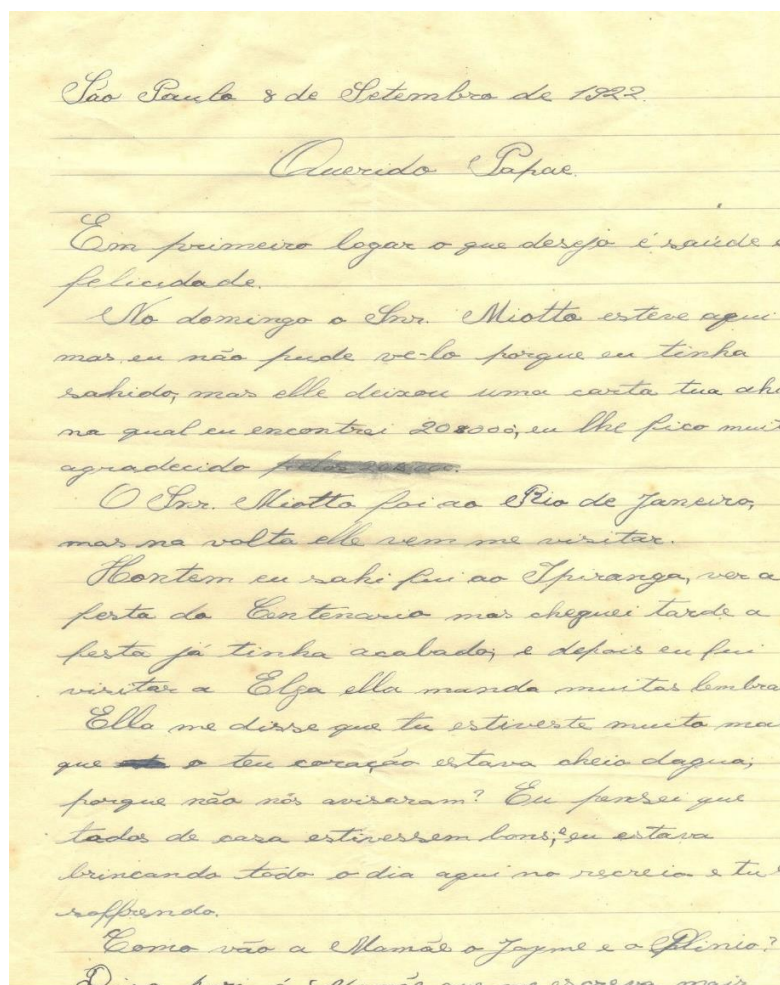 São Paulo 8 de Setembro de 1922.
Querido Papae.
Em primeiro logar o que desejo é saúde e
felicidade.
No domingo o Snr. Miotto esteve aqui
mas eu não pude ve-lo porque eu tinha
sahido, mas elle deixou uma carta tua ahi
na qual eu encontrei 20$000, eu lhe fico muit
agradecido
O Snr. Miotto foi ao Rio de Janeiro,
mas na volta elle vem me visitar.
Hontem eu sahi fui ao Ipiranga, ver a
festa do Centenario mas cheguei tarde a
festa já tinha acabado; e depois eu fui
visitar a Elza ella manda muitas lembra
Ella me disse que tu estiveste muito ma
que o teu coração estava cheio dagua;
porque não nós avisaram? Eu pensei que
todos de casa estivessem bons; e eu estava
brincando todo o dia aqui no recreio e tu
soffrendo.
Como vão a Mamãe o Jayme e o Plinio?
que me escreva mais